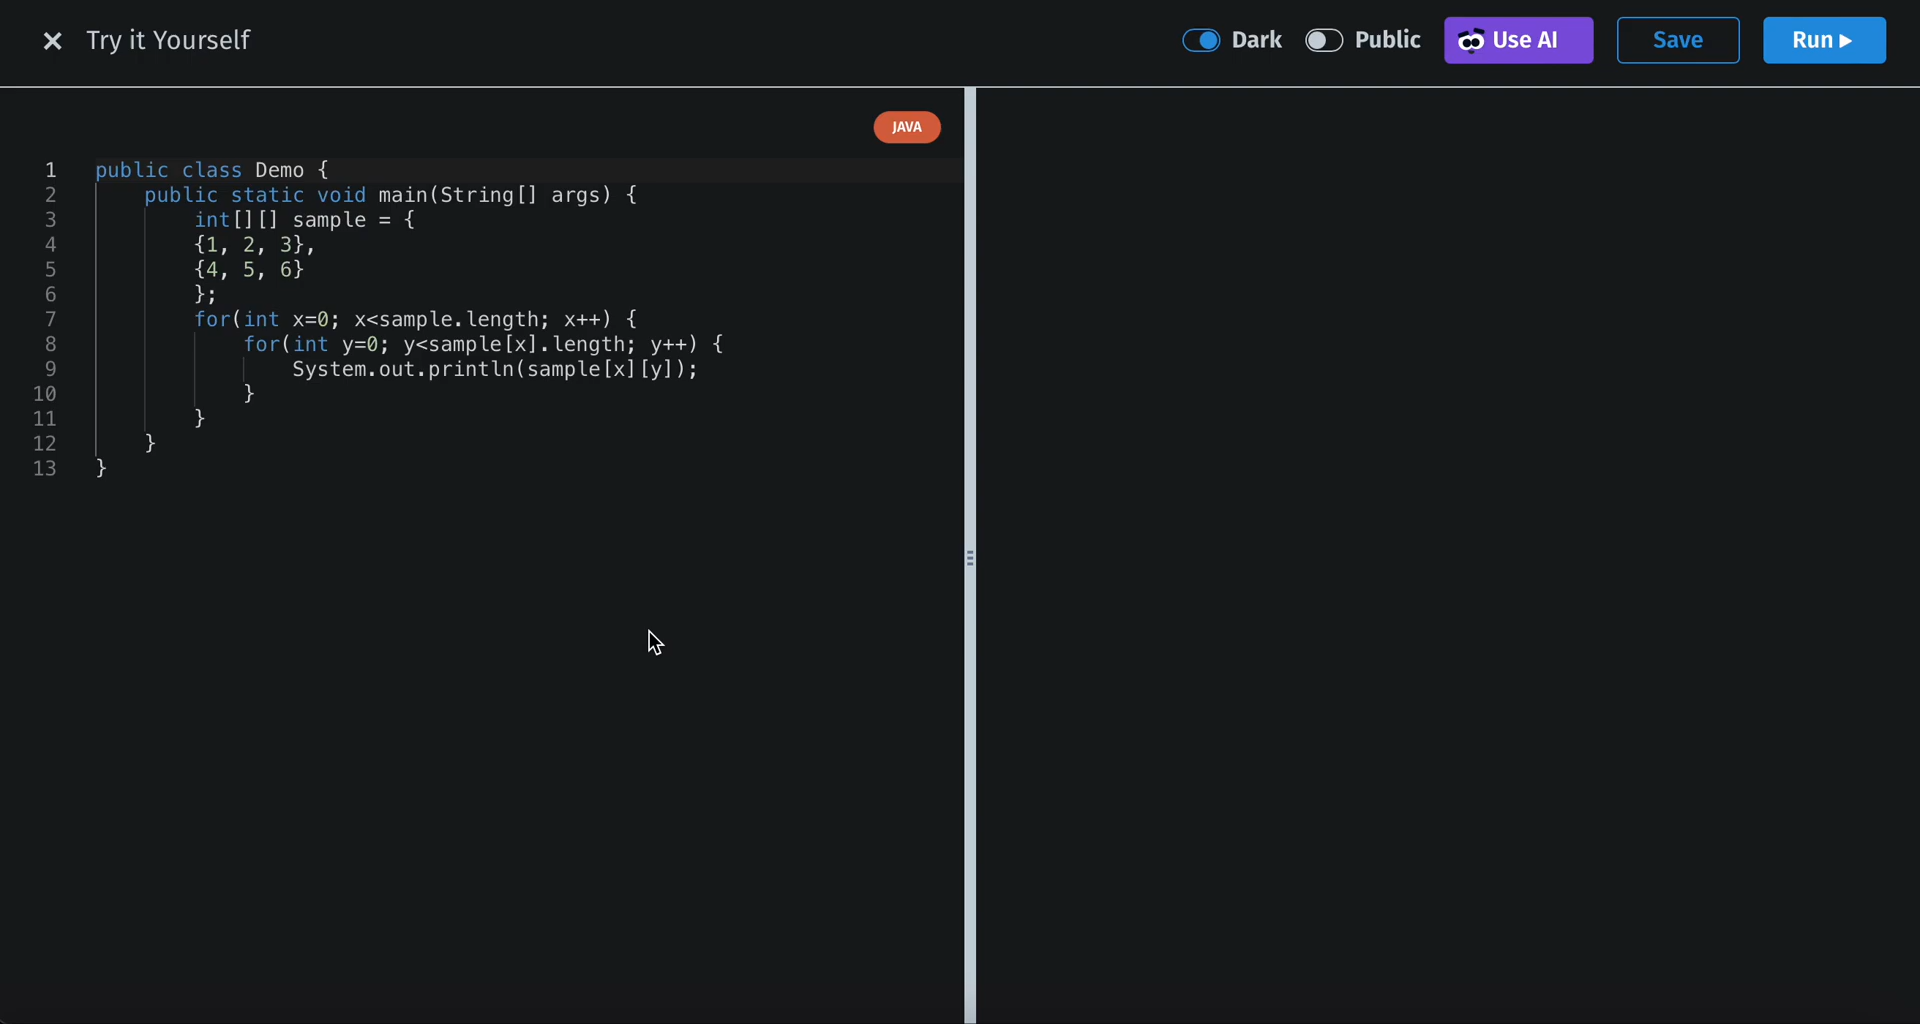 Try it Yourself
Dark
Public
Use AI
Save
Run
JAVA
1 public class Demo {
2 public static void main(String[] args) {
3 int[][] sample = {
4 {1, 2, 3},
5 {4, 5, 6}
6 };
7 for(int x=0; x<sample.length; x++) {
8 for(int y=0; y<sample[x].length; y++) {
9 System.out.println(sample[x][y]);
10 }
11 }
12 }
13 }